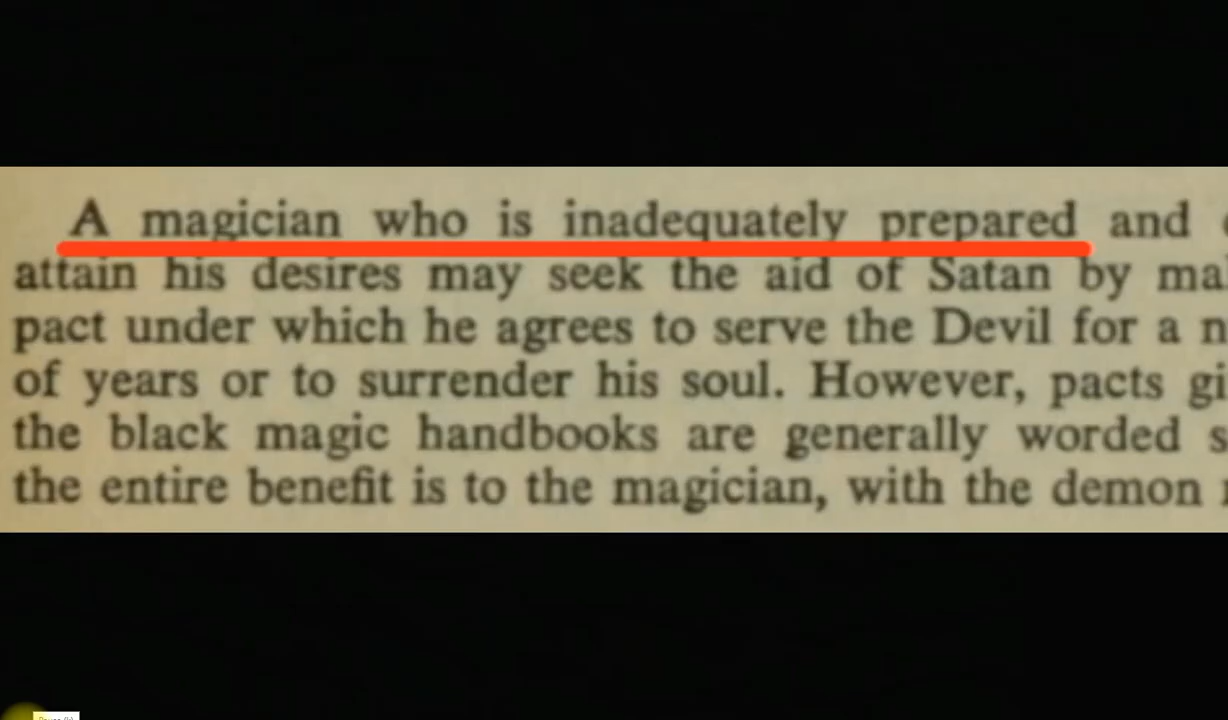 A magician who is inadequately prepared and
attain his desires may seek the aid of Satan by
pact under which he agrees to serve the Devil for a
of years or to surrender his soul. However, pacts
the black magic handbooks are generally worded
the entire benefit is to the magician, with the demon